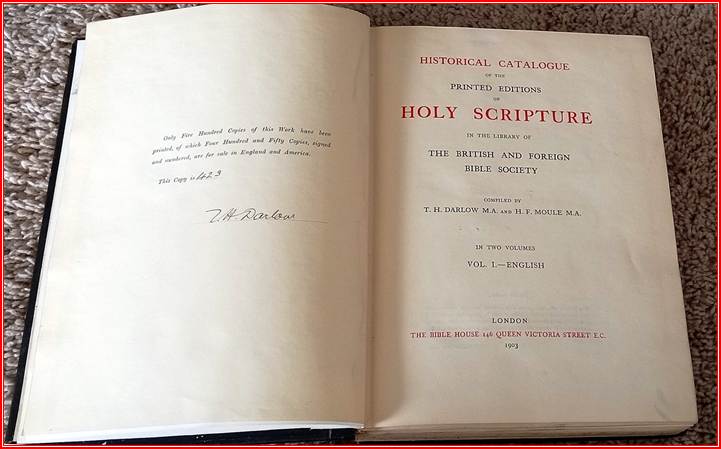 Only Five Hundred Copies of this Work have been
printed, of which Four Hundred and Fifty Copies, signed
and numbered, are for sale in England and America.
This Copy is 423
T. H. Darlow
HISTORICAL CATALOGUE
OF THE
PRINTED EDITIONS
OF
HOLY SCRIPTURE
IN THE LIBRARY OF
THE BRITISH AND FOREIGN
BIBLE SOCIETY
COMPILED BY
T. H. DARLOW M.A. AND H. F. MOULE M.A.
IN TWO VOLUMES
VOL. I.—ENGLISH
LONDON
THE BIBLE HOUSE 146 QUEEN VICTORIA STREET E.C.
1903